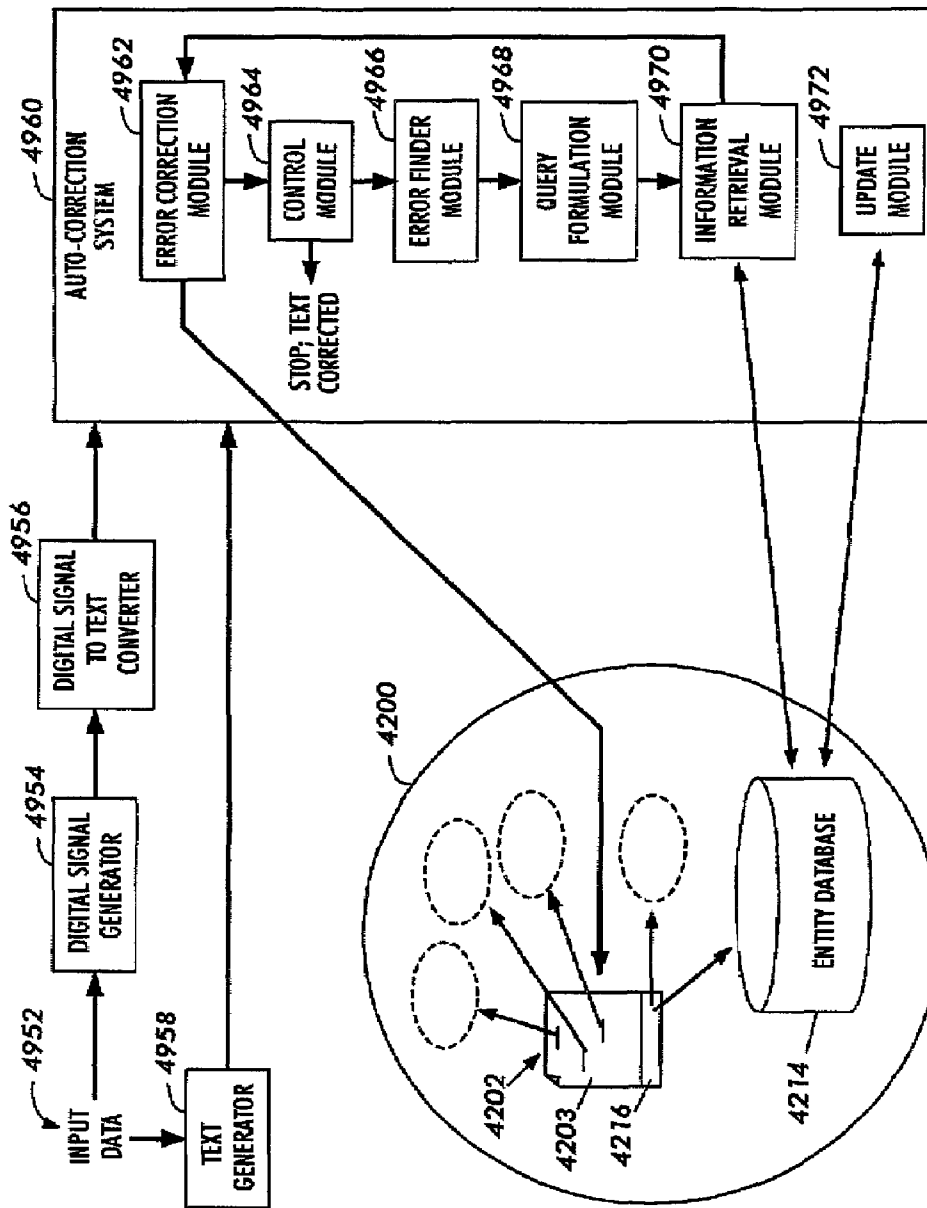 4952
INPUT
DATA
4954
DIGITAL SIGNAL
GENERATOR
4956
DIGITAL SIGNAL
TO TEXT
CONVERTER
4958
TEXT
GENERATOR
4960
AUTO-CORRECTION
SYSTEM
4962
ERROR CORRECTION
MODULE
4964
CONTROL
MODULE
STOP; TEXT
CORRECTED
4966
ERROR FINDER
MODULE
4968
QUERY
FORMULATION
MODULE
4970
INFORMATION
RETRIEVAL
MODULE
4972
UPDATE
MODULE
4200
4202
4203
4216
ENTITY DATABASE
4214